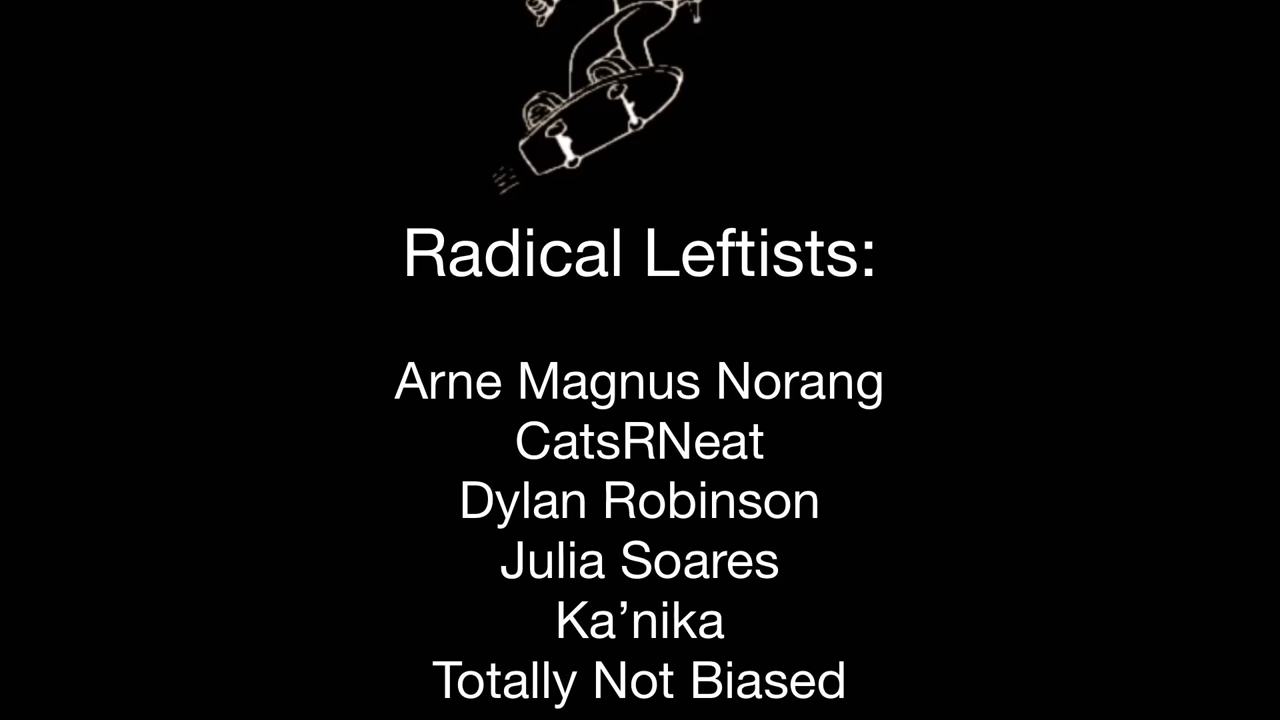 Radical Leftists:
Arne Magnus Norang
CatsRNeat
Dylan Robinson
Julia Soares
Ka’nika
Totally Not Biased